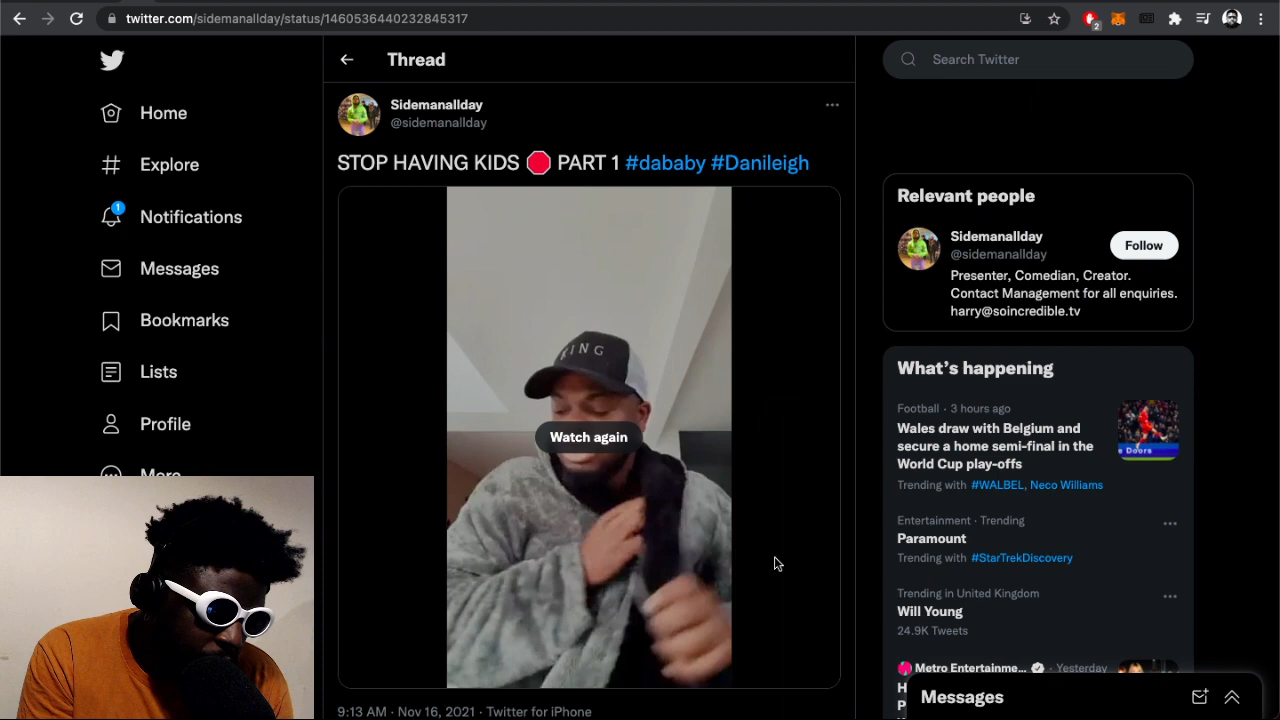 twitter.com/sidemanallday/status/1460536440232845317
2
Home
Explore
1
Notifications
Messages
Bookmarks
Lists
Profile
More
Thread
Sidemanallday
@sidemanallday
STOP HAVING KIDS 🛑 PART 1 #dababy #Danileigh
KING
Watch again
9:13 AM · Nov 16, 2021 · Twitter for iPhone
Search Twitter
Relevant people
Sidemanallday
@sidemanallday
Follow
Presenter, Comedian, Creator.
Contact Management for all enquiries.
harry@soincredible.tv
What's happening
Football · 3 hours ago
Wales draw with Belgium and
secure a home semi-final in the
World Cup play-offs
Trending with #WALBEL, Neco Williams
e Doors
Entertainment · Trending
Paramount
Trending with #StarTrekDiscovery
Trending in United Kingdom
Will Young
24.9K Tweets
Metro Entertainme... · Yesterday
Messages